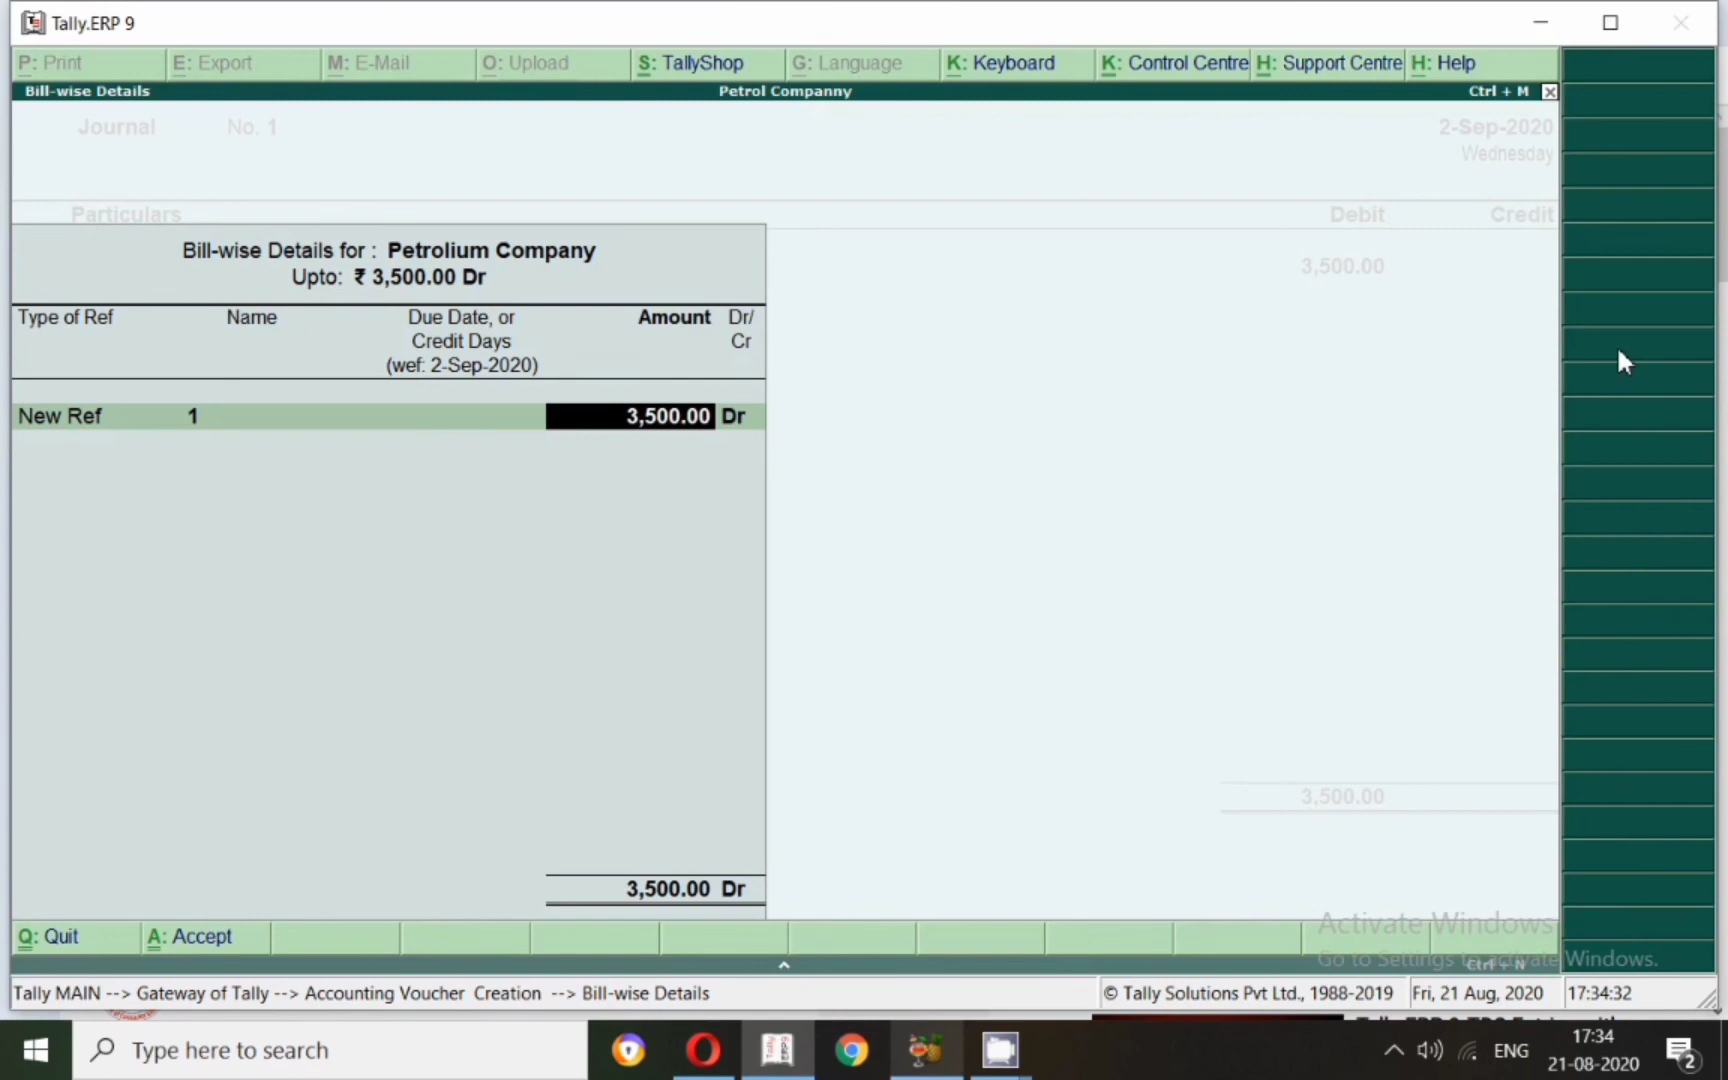 Tally.ERP 9
P: Print E: Export M: E-Mail O: Upload S: TallyShop G: Language K: Keyboard K: Control Centre H: Support Centre H: Help
Bill-wise Details Petrol Companny Ctrl + M
Journal No. 1 2-Sep-2020
Wednesday
Particulars Debit Credit
3,500.00
Bill-wise Details for : Petrolium Company
Upto: ₹ 3,500.00 Dr
Type of Ref Name Due Date, or Amount Dr/
Credit Days Cr
(wef: 2-Sep-2020)
New Ref 1 3,500.00 Dr
3,500.00
3,500.00 Dr
Q: Quit A: Accept
Activate Windows
Go to Settings to activate Windows.
Ctrl + N
Tally MAIN --> Gateway of Tally --> Accounting Voucher Creation --> Bill-wise Details © Tally Solutions Pvt Ltd., 1988-2019 Fri, 21 Aug, 2020 17:34:32
Type here to search ENG 17:34
21-08-2020 2